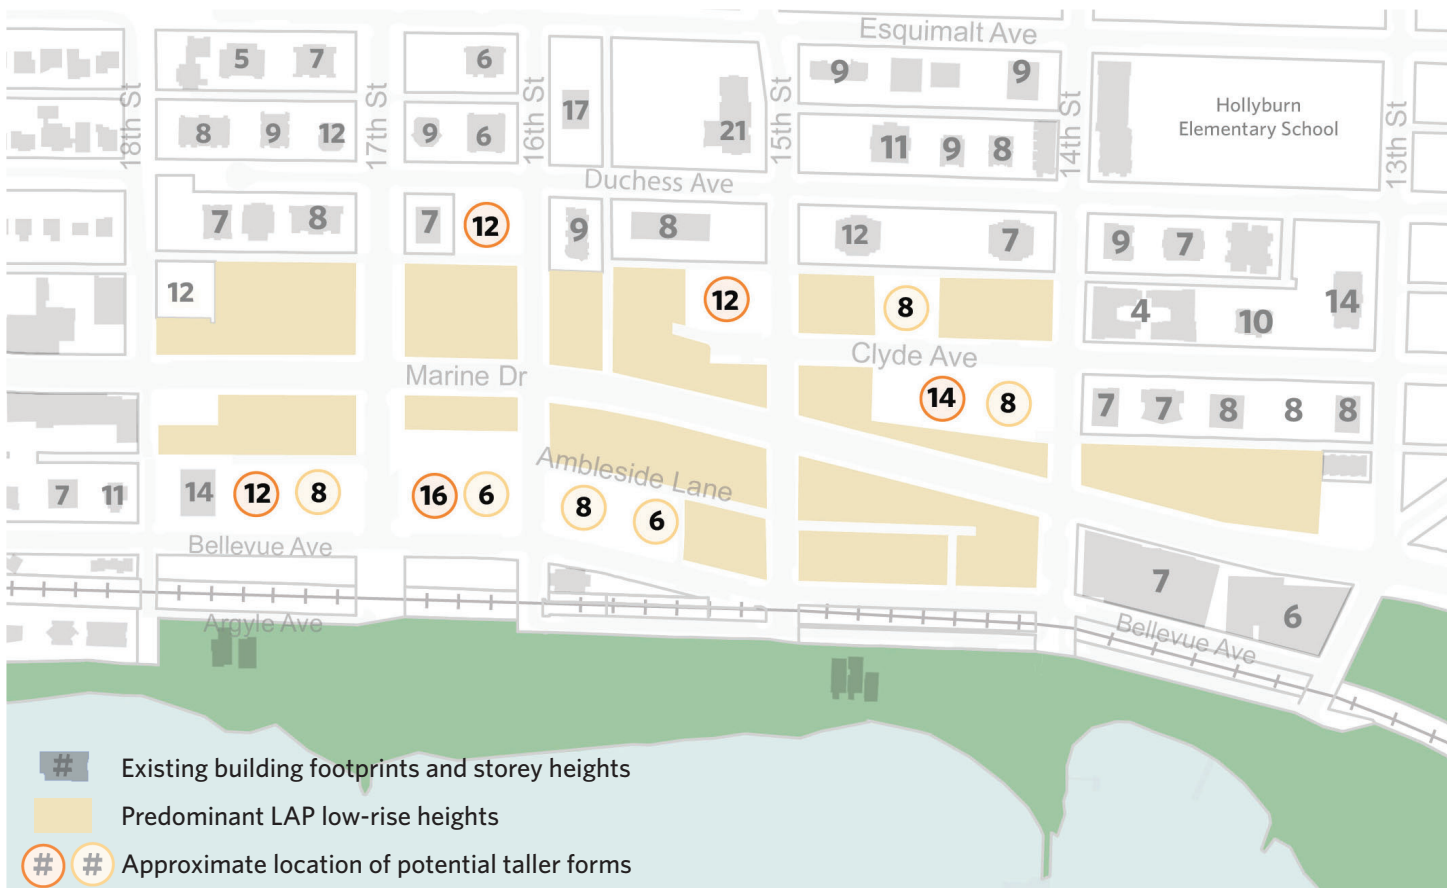 Esquimalt Ave
5 7 6 9 9
18th St 17th St 16th St 17 15th St 14th St 13th St
Hollyburn
Elementary School
8 9 12 9 6 21 11 9 8
Duchess Ave
7 8 7 12 9 8 12 7 9 7
12 12 8 4 10 14
Clyde Ave
Marine Dr
14 8 7 7 8 8 8
Ambleside Lane
7 11 14 12 8 16 6 8 6
Bellevue Ave
7 6
Argyle Ave
Bellevue Ave
# Existing building footprints and storey heights
Predominant LAP low-rise heights
# # Approximate location of potential taller forms